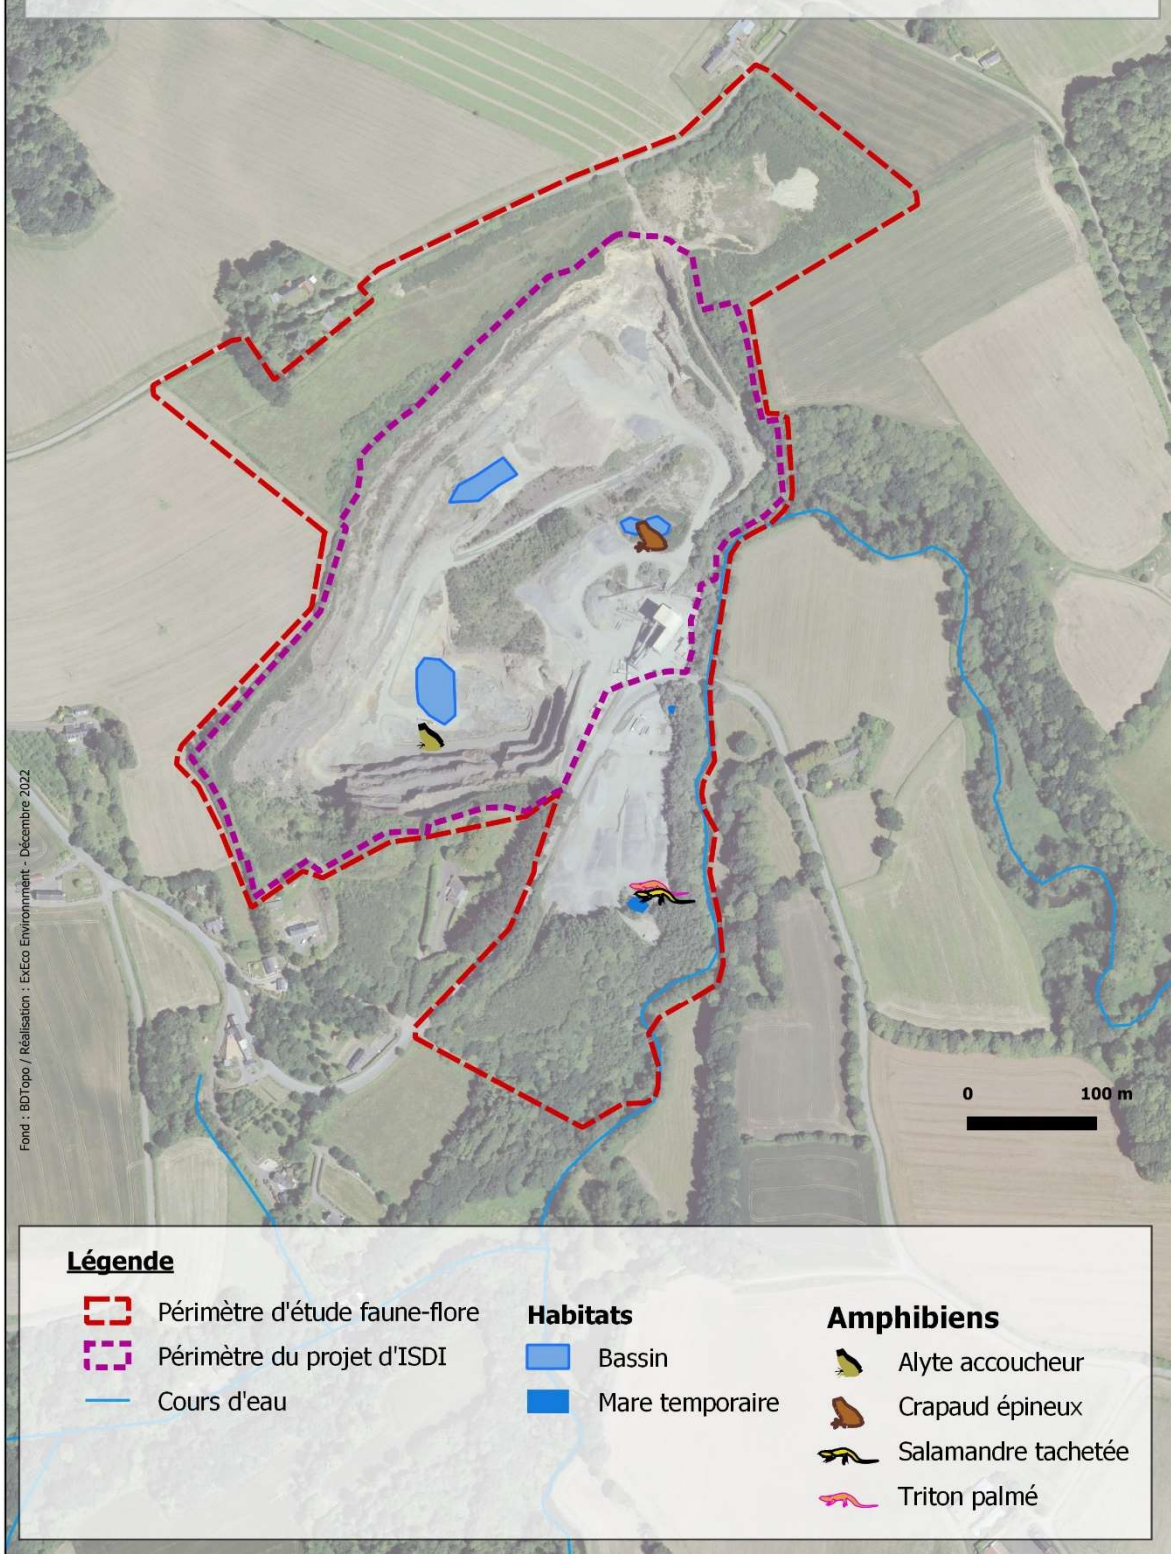 Fond : BDTopo / Réalisation : ExEco Environnment - Décembre 2022
0 100 m
Légende
Périmètre d'étude faune-flore
Périmètre du projet d'ISDI
Cours d'eau
Habitats
Bassin
Mare temporaire
Amphibiens
Alyte accoucheur
Crapaud épineux
Salamandre tachetée
Triton palmé